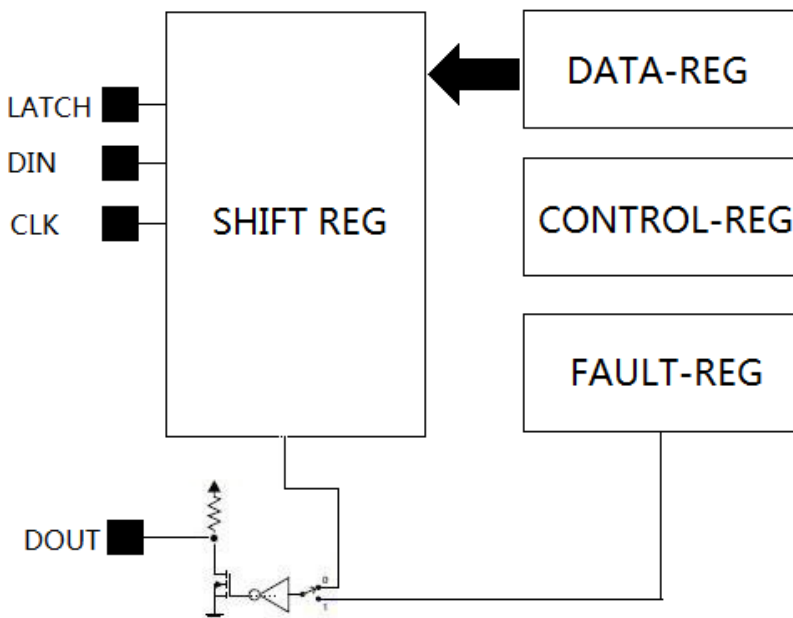 DATA-REG
LATCH
DIN
CLK
SHIFT REG
CONTROL-REG
FAULT-REG
DOUT
0
1